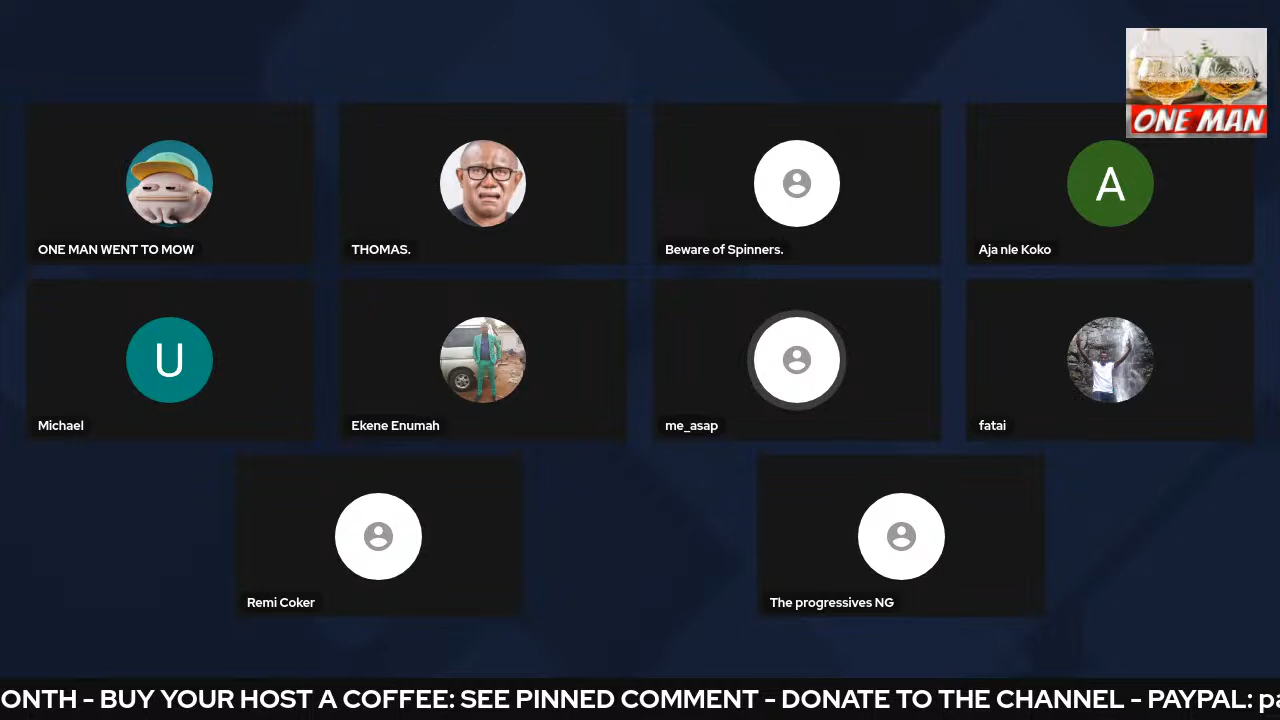 ONE MAN
ONE MAN WENT TO MOW
THOMAS.
Beware of Spinners.
A
Aja nle Koko
U
Michael
Ekene Enumah
me_asap
fatai
Remi Coker
The progressives NG
ONTH - BUY YOUR HOST A COFFEE: SEE PINNED COMMENT - DONATE TO THE CHANNEL - PAYPAL: pa